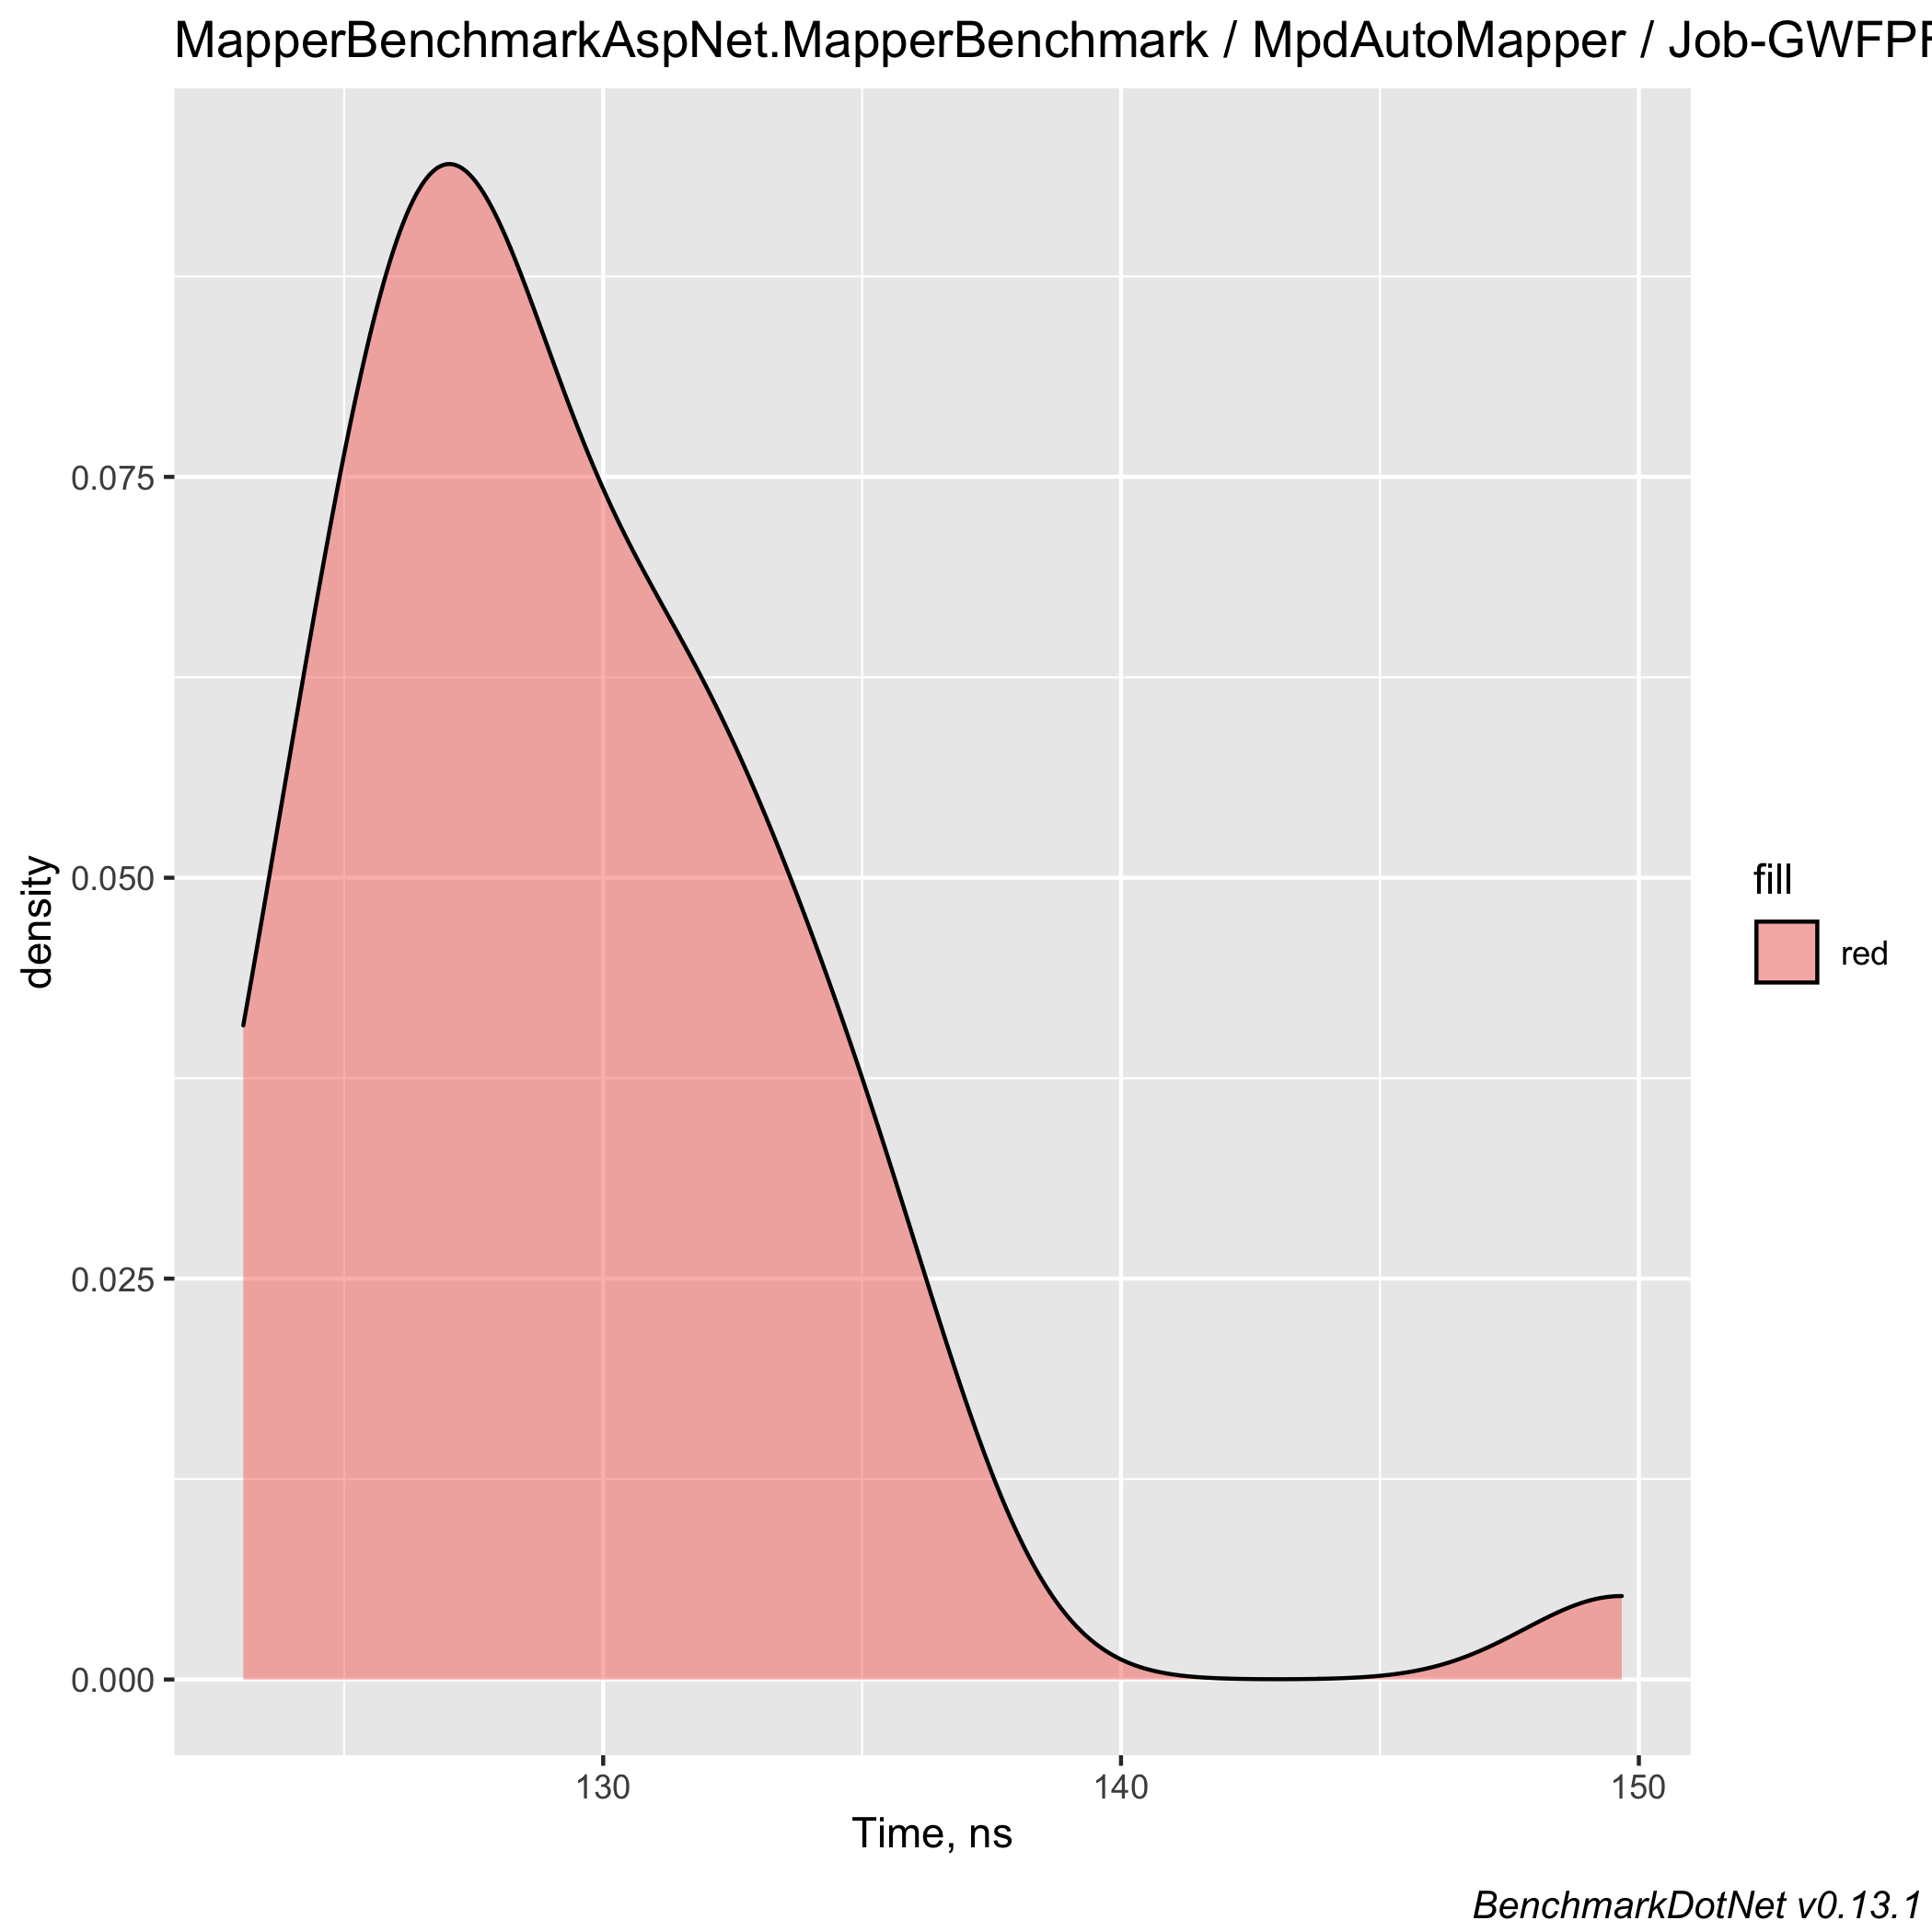 MapperBenchmarkAspNet.MapperBenchmark / MpdAutoMapper / Job-GWFPF
density
0.075
0.050
0.025
0.000
130 140 150
Time, ns
fill
red
BenchmarkDotNet v0.13.1